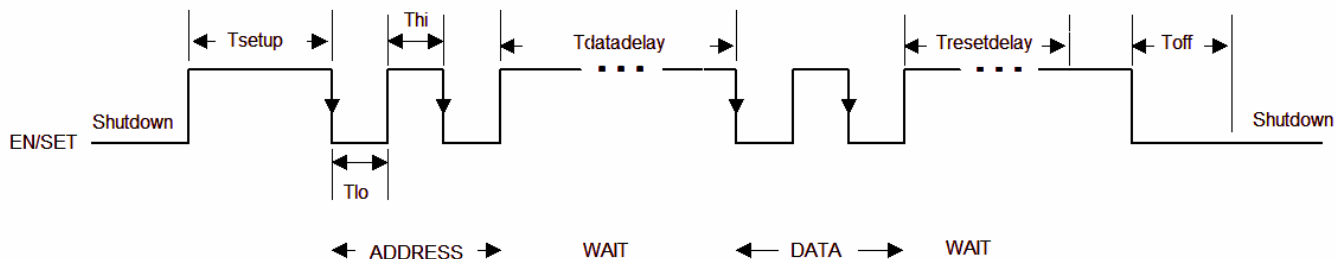 Thi
Tsetup
Tdatadelay
Tresetdelay
Toff
Shutdown
Shutdown
EN/SET
Tlo
ADDRESS
WAIT
DATA
WAIT